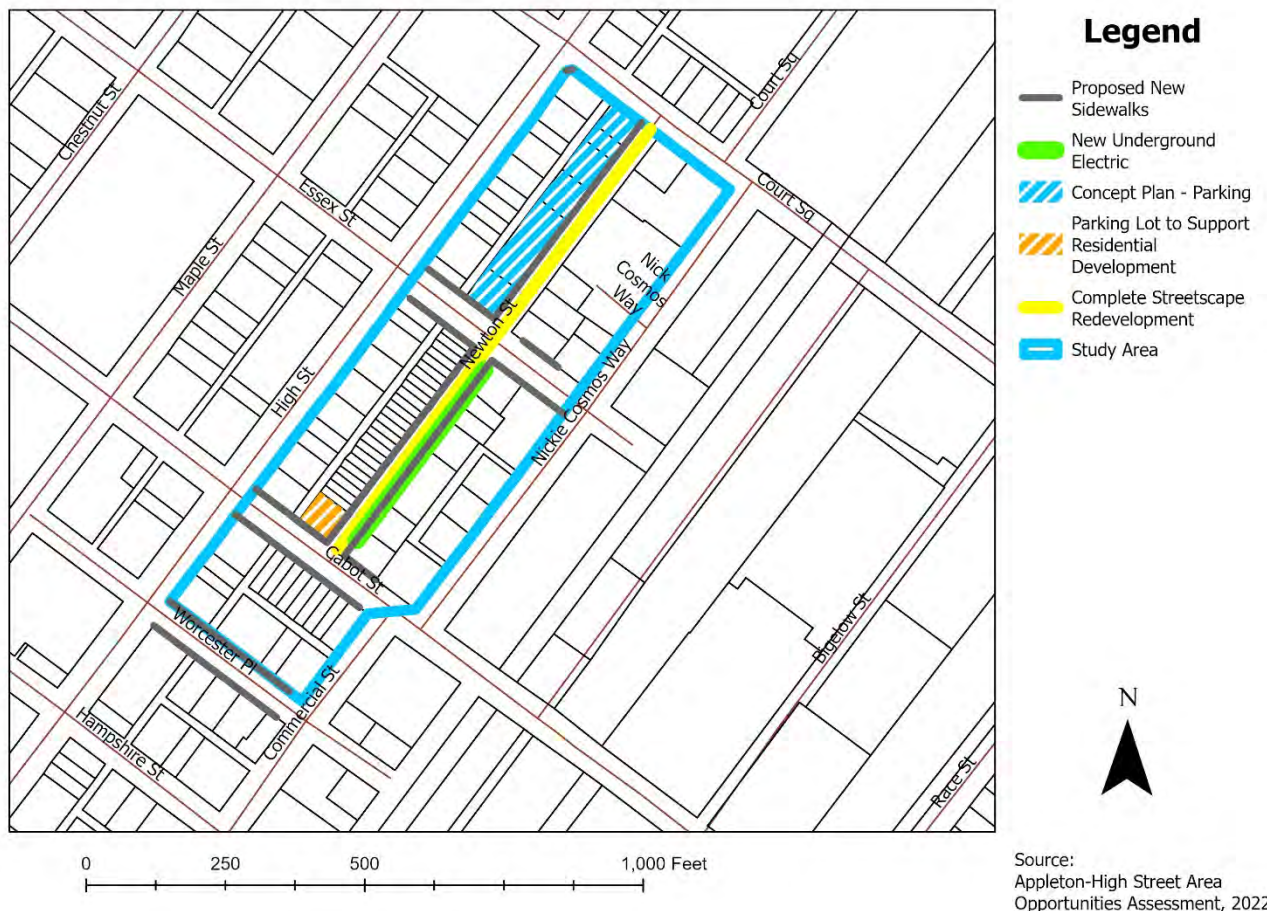 Legend
Proposed New
Sidewalks
New Underground
Electric
Concept Plan - Parking
Parking Lot to Support
Residential
Development
Complete Streetscape
Redevelopment
Study Area
Chestnut St
Court Sq
Essex St
Court Sq
Maple St
Nick
Cosmos
Way
Newton St
High St
Nickie Cosmos Way
Cabot St
Worcester Pl
Bigelow St
Commercial St
Hampshire St
Race St
N
0 250 500 1,000 Feet
Source:
Appleton-High Street Area
Opportunities Assessment, 2022